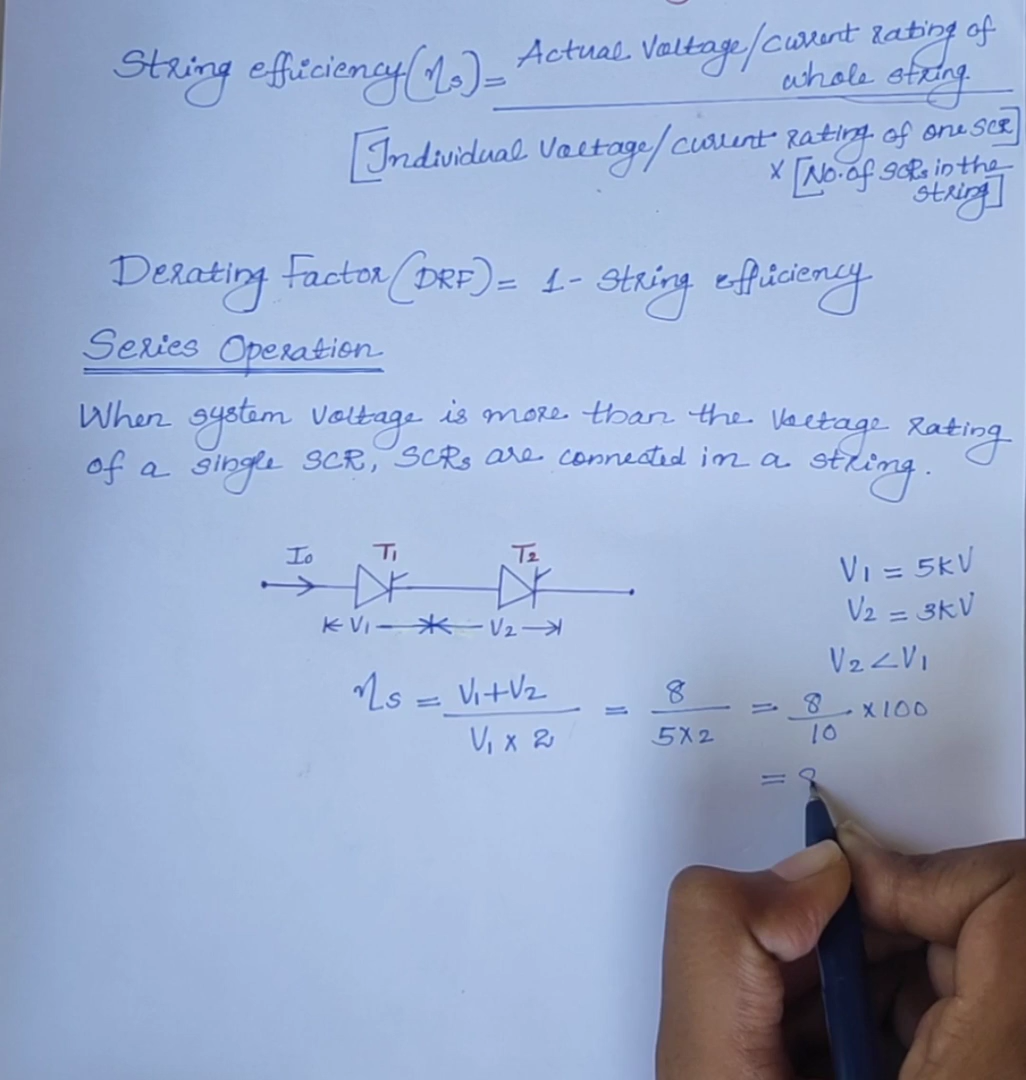 String efficiency(ηs)= Actual Voltage/current rating of
whole string
[Individual Voltage/current rating of one SCR]
x [No. of SCRs in the
string]
Derating Factor (DRF) = 1 - String efficiency
Series Operation
When system voltage is more than the voltage rating
of a single SCR, SCRs are connected in a string.
I0 T1 T2
V1 V2
V1 = 5kV
V2 = 3kV
V2 < V1
ηs = V1+V2 = 8 = 8 x100
V1 x 2 5x2 10
= 8